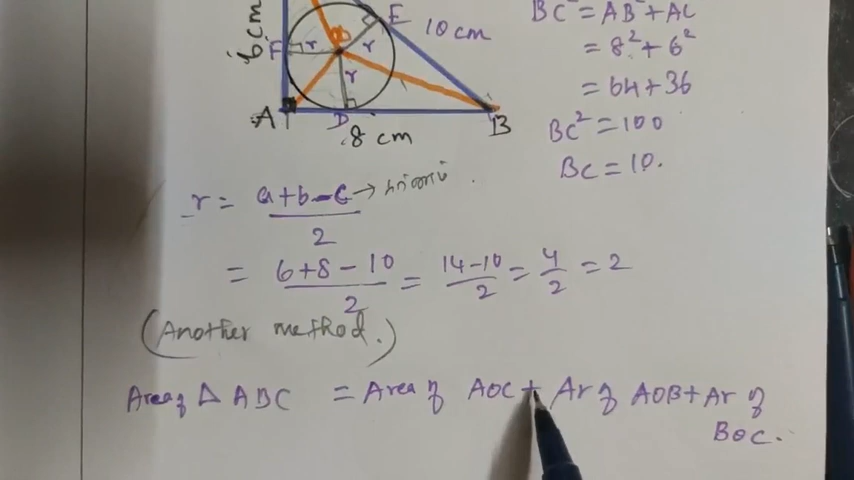 6cm
E
10 cm
F
r
r
r
A
D
B
8 cm
BC = AB² + AC
= 8² + 6²
= 64 + 36
BC² = 100
BC = 10.
r = a+b-c / 2 →
= 6+8-10 / 2 = 14-10 / 2 = 4 / 2 = 2
(Another method.)
Area of Δ ABC = Area of AOC + Ar of AOB + Ar of
BOC.